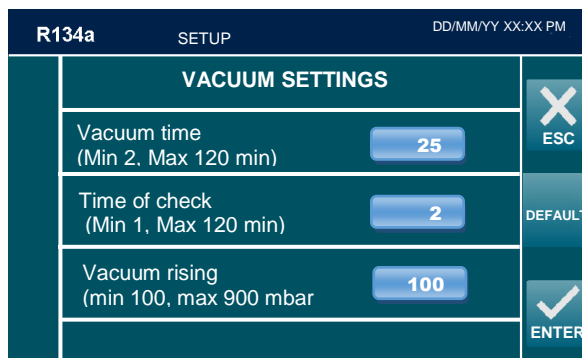 R134a SETUP DD/MM/YY XX:XX PM
VACUUM SETTINGS
Vacuum time
(Min 2, Max 120 min)
25
ESC
Time of check
(Min 1, Max 120 min)
2
DEFAULT
Vacuum rising
(min 100, max 900 mbar
100
ENTER